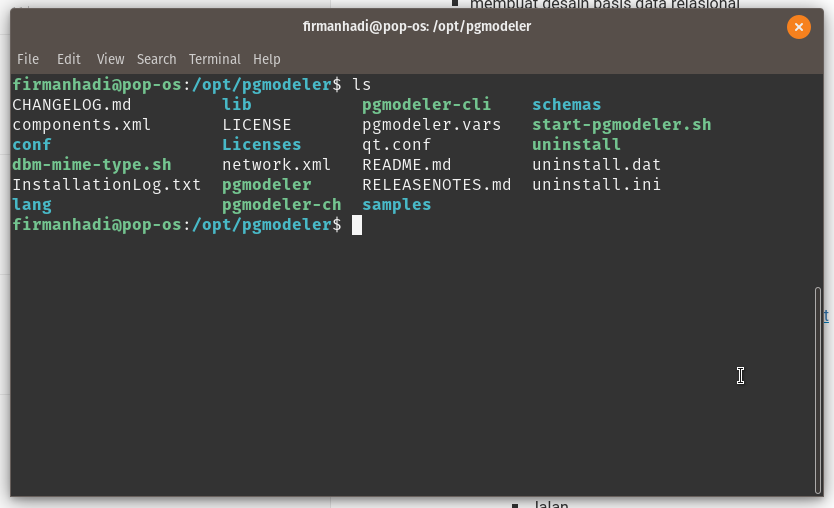 membuat desain basis data relasional
firmanhadi@pop-os: /opt/pgmodeler
File Edit View Search Terminal Help
firmanhadi@pop-os:/opt/pgmodeler$ ls
CHANGELOG.md lib pgmodeler-cli schemas
components.xml LICENSE pgmodeler.vars start-pgmodeler.sh
conf Licenses qt.conf uninstall
dbm-mime-type.sh network.xml README.md uninstall.dat
InstallationLog.txt pgmodeler RELEASENOTES.md uninstall.ini
lang pgmodeler-ch samples
firmanhadi@pop-os:/opt/pgmodeler$
t
Jalan